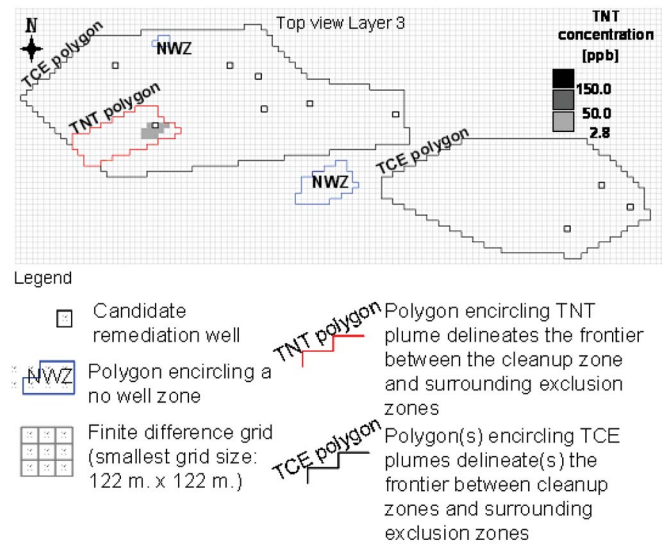 N
Top view Layer 3
TNT
concentration
[ppb]
TCE polygon
NWZ
150.0
50.0
2.8
TNT polygon
TCE polygon
NWZ
Legend
Candidate
remediation well
NWZ
Polygon encircling a
no well zone
Finite difference grid
(smallest grid size:
122 m. x 122 m.)
TNT polygon
Polygon encircling TNT
plume delineates the frontier
between the cleanup zone
and surrounding exclusion
zones
TCE polygon
Polygon(s) encircling TCE
plumes delineate(s) the
frontier between cleanup
zones and surrounding
exclusion zones